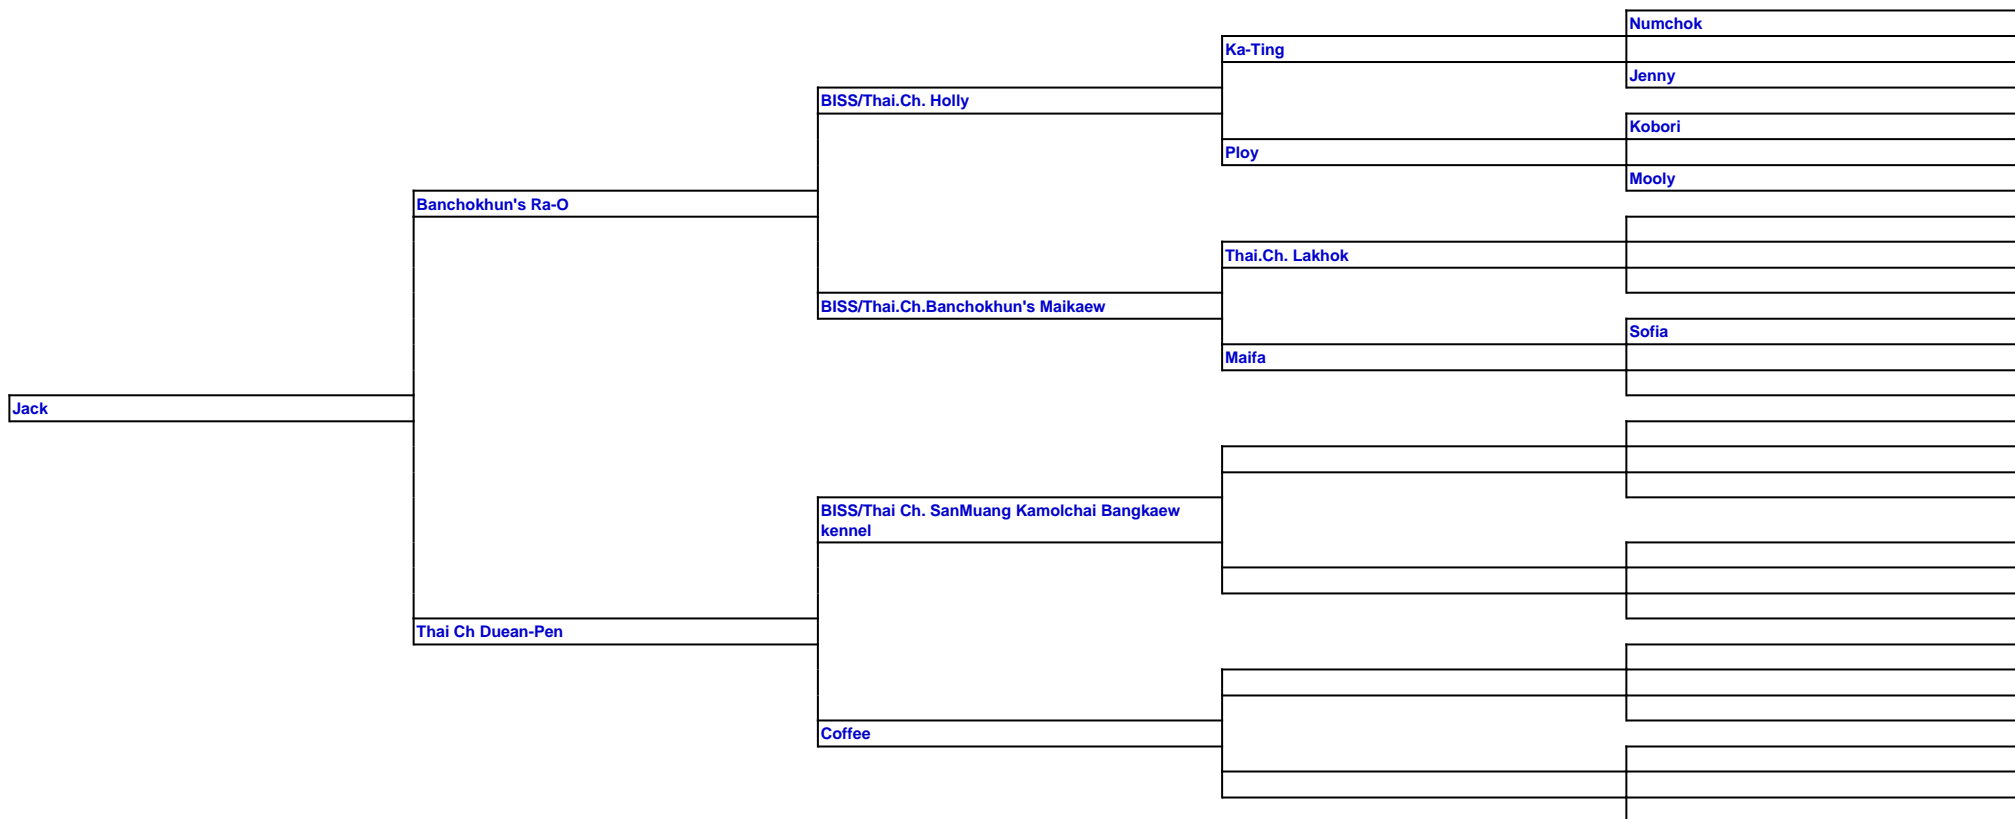 Numchok
Ka-Ting
Jenny
BISS/Thai.Ch. Holly
Kobori
Ploy
Mooly
Banchokhun's Ra-O
Thai.Ch. Lakhok
BISS/Thai.Ch.Banchokhun's Maikaew
Sofia
Maifa
Jack
BISS/Thai Ch. SanMuang Kamolchai Bangkaew
kennel
Thai Ch Duean-Pen
Coffee